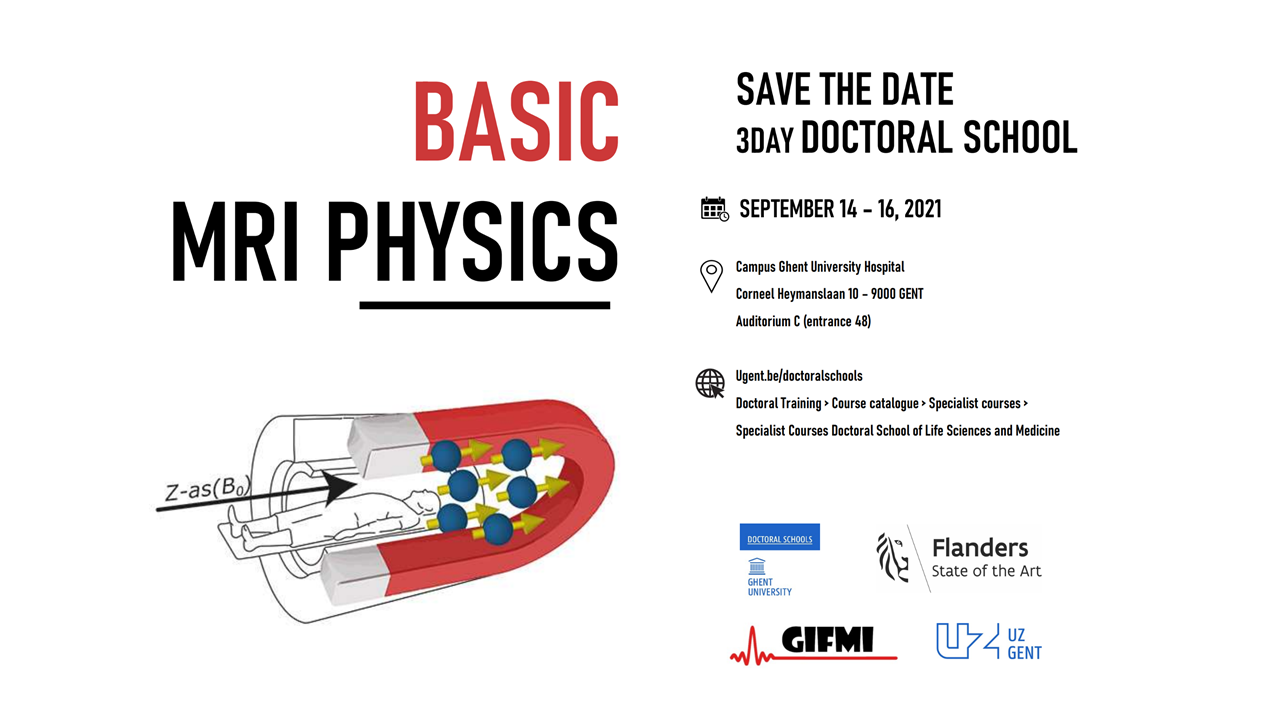 BASIC
MRI PHYSICS
Z-as(B0)
SAVE THE DATE
3DAY DOCTORAL SCHOOL
SEPTEMBER 14 - 16, 2021
Campus Ghent University Hospital
Corneel Heymanslaan 10 - 9000 GENT
Auditorium C (entrance 48)
Ugent.be/doctoralschools
Doctoral Training > Course catalogue > Specialist courses >
Specialist Courses Doctoral School of Life Sciences and Medicine
DOCTORAL SCHOOLS
GHENT
UNIVERSITY
Flanders
State of the Art
GIFMI
UZ
GENT